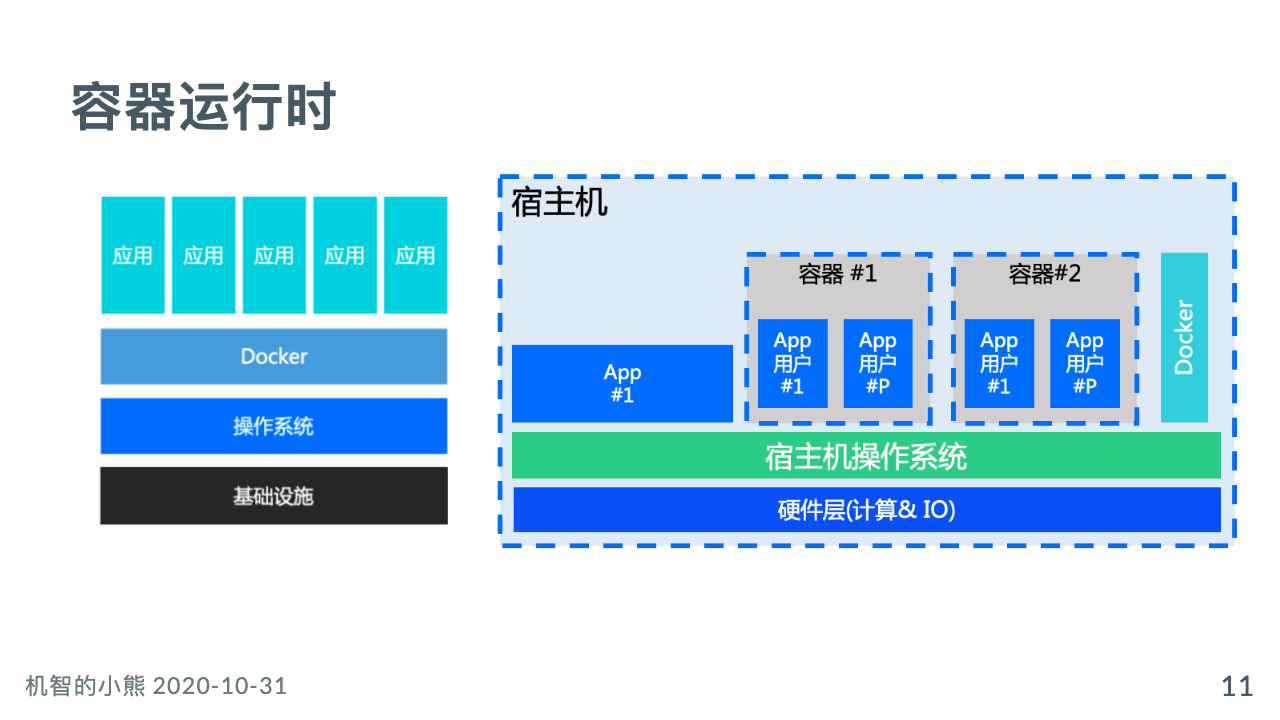 容器运行时
应用
应用
应用
应用
应用
Docker
操作系统
基础设施
宿主机
App
#1
容器 #1
App
用户
#1
App
用户
#P
容器#2
App
用户
#1
App
用户
#P
Docker
宿主机操作系统
硬件层(计算& IO)
机智的小熊 2020-10-31
11